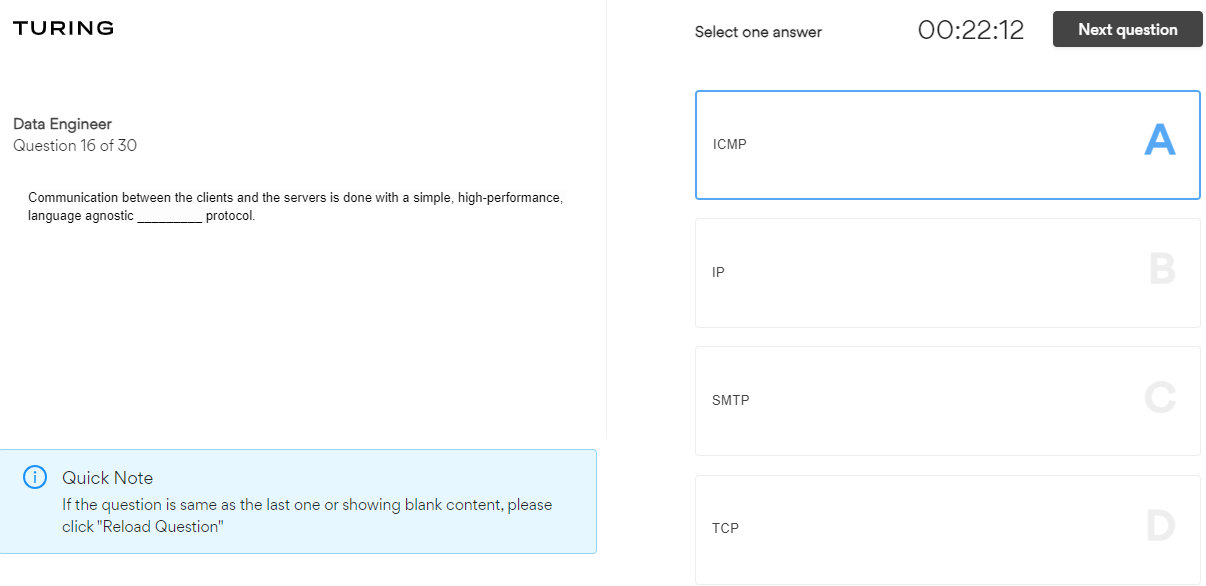 TURING
Data Engineer
Question 16 of 30
Communication between the clients and the servers is done with a simple, high-performance,
language agnostic _________ protocol.
Quick Note
If the question is same as the last one or showing blank content, please
click "Reload Question"
Select one answer
00:22:12
Next question
ICMP
A
IP
B
SMTP
C
TCP
D